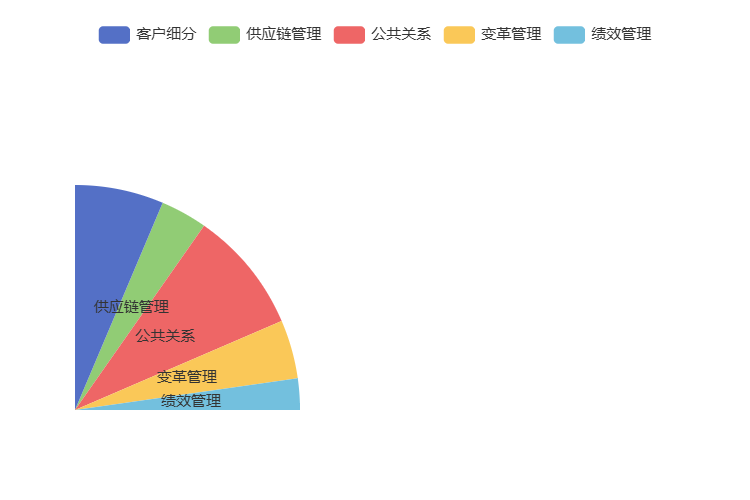 客户细分 供应链管理 公共关系 变革管理 绩效管理
供应链管理
公共关系
变革管理
绩效管理